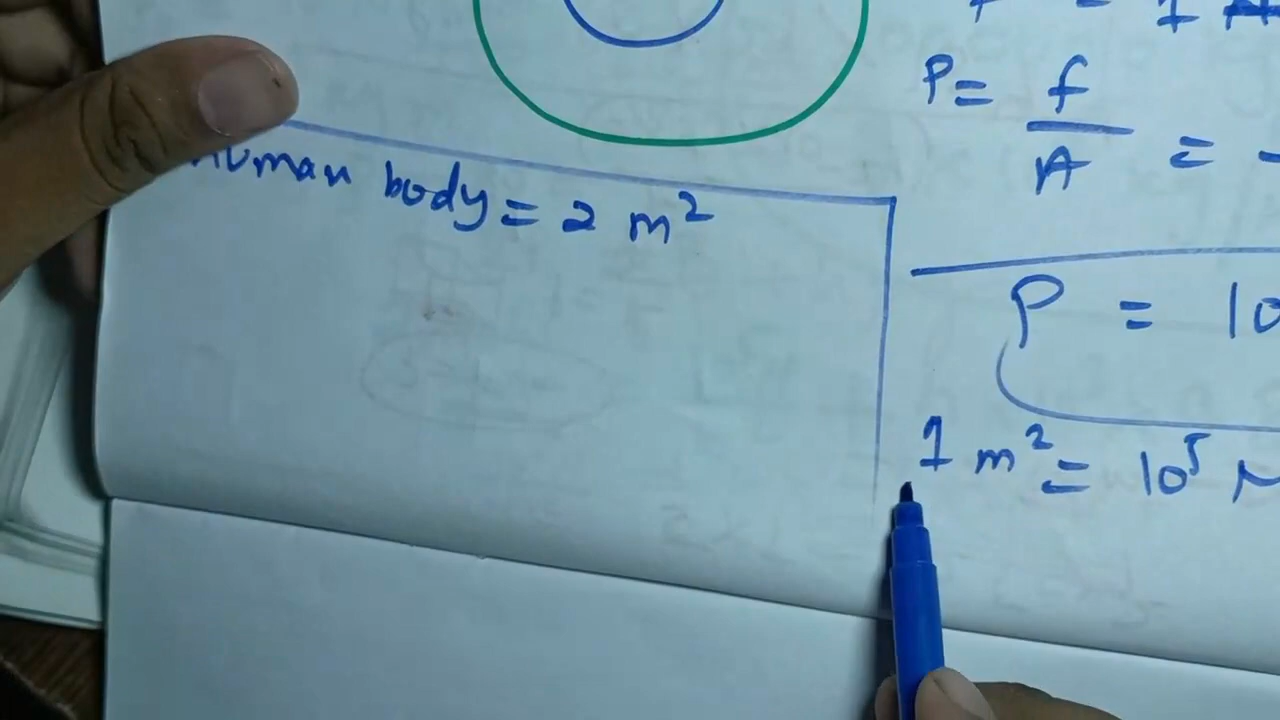 P = f / A =
Human body = 2 m²
P = 10
1 m² = 10⁵ N